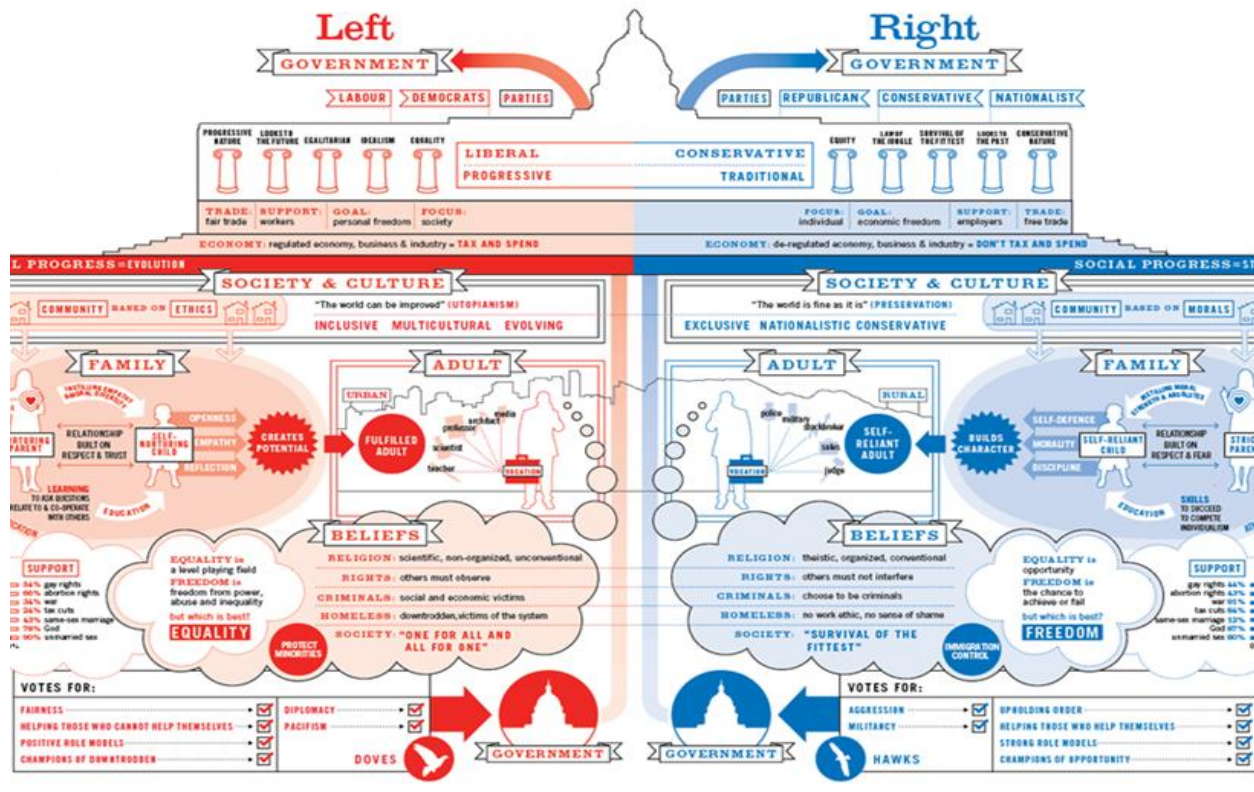 Left
GOVERNMENT
LABOUR
DEMOCRATS
PARTIES
PROGRESSIVE NATURE
LOOKS TO THE FUTURE
EGALITARIAN
IDEALISM
EQUALITY
LIBERAL
PROGRESSIVE
TRADE: fair trade
SUPPORT: workers
GOAL: personal freedom
FOCUS: society
ECONOMY: regulated economy, business & industry = TAX AND SPEND
Right
GOVERNMENT
PARTIES
REPUBLICAN
CONSERVATIVE
NATIONALIST
EQUITY
LAW OF THE JUNGLE
SURVIVAL OF THE FITTEST
LOOKS TO THE PAST
CONSERVATIVE NATURE
CONSERVATIVE
TRADITIONAL
FOCUS: individual
GOAL: economic freedom
SUPPORT: employers
TRADE: free trade
ECONOMY: de-regulated economy, business & industry = DON'T TAX AND SPEND
L PROGRESS=EVOLUTION
SOCIAL PROGRESS=ST
SOCIETY & CULTURE
COMMUNITY BASED ON ETHICS
"The world can be improved" (UTOPIANISM)
INCLUSIVE MULTICULTURAL EVOLVING
SOCIETY & CULTURE
"The world is fine as it is" (PRESERVATION)
EXCLUSIVE NATIONALISTIC CONSERVATIVE
COMMUNITY BASED ON MORALS
FAMILY
INSTILLING EMPATHY & MORAL DIVERSITY
RTURING PARENT
RELATIONSHIP BUILT ON RESPECT & TRUST
SELF-NURTURING CHILD
OPENNESS
EMPATHY
REFLECTION
CREATES POTENTIAL
LEARNING
TO ASK QUESTIONS
RELATE TO & CO-OPERATE
WITH OTHERS
EDUCATION
ADULT
URBAN
FULFILLED ADULT
media
architect
professor
scientist
teacher
VOCATION
ADULT
RURAL
police
military
stockbroker
sales
judge
VOCATION
SELF-RELIANT ADULT
FAMILY
INSTILLING MORAL STRENGTH & ABSOLUTES
BUILDS CHARACTER
SELF-DEFENCE
MORALITY
DISCIPLINE
SELF-RELIANT CHILD
RELATIONSHIP BUILT ON RESPECT & FEAR
STRI
PARE
EDUCATION
SKILLS
TO SUCCEED
TO COMPETE
INDIVIDUALISM
SUPPORT
gay rights
abortion rights
war
tax cuts
same-sex marriage
God
unmarried sex
EQUALITY is
a level playing field
FREEDOM is
freedom from power,
abuse and inequality
but which is best?
EQUALITY
PROTECT MINORITIES
BELIEFS
RELIGION: scientific, non-organized, unconventional
RIGHTS: others must observe
CRIMINALS: social and economic victims
HOMELESS: downtrodden, victims of the system
SOCIETY: "ONE FOR ALL AND ALL FOR ONE"
BELIEFS
RELIGION: theistic, organized, conventional
RIGHTS: others must not interfere
CRIMINALS: choose to be criminals
HOMELESS: no work ethic, no sense of shame
SOCIETY: "SURVIVAL OF THE FITTEST"
IMMIGRATION CONTROL
EQUALITY is
opportunity
FREEDOM is
the chance to
achieve or fail
but which is best?
FREEDOM
SUPPORT
gay rights
abortion rights
war
tax cuts
same-sex marriage
God
unmarried sex
VOTES FOR:
FAIRNESS
HELPING THOSE WHO CANNOT HELP THEMSELVES
POSITIVE ROLE MODELS
CHAMPIONS OF DOWNTRODDEN
DIPLOMACY
PACIFISM
DOVES
GOVERNMENT
GOVERNMENT
VOTES FOR:
AGGRESSION
MILITANCY
HAWKS
UPHOLDING ORDER
HELPING THOSE WHO HELP THEMSELVES
STRONG ROLE MODELS
CHAMPIONS OF OPPORTUNITY